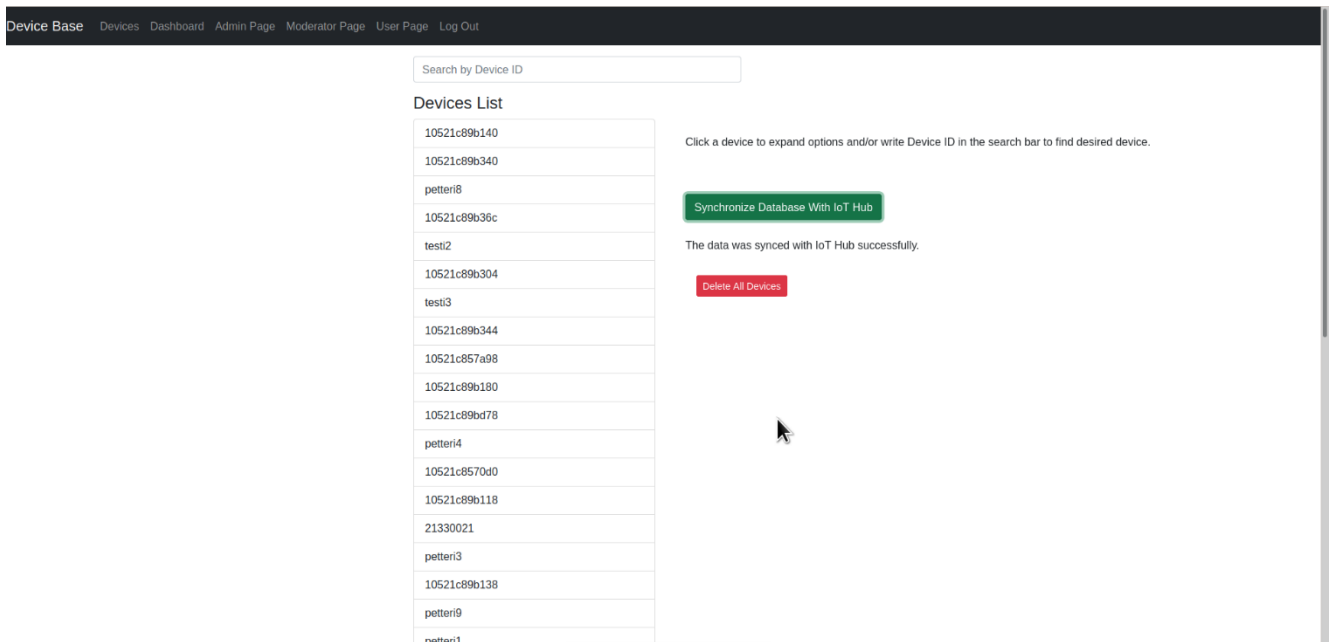 Device Base Devices Dashboard Admin Page Moderator Page User Page Log Out
Search by Device ID
Devices List
10521c89b140
10521c89b340
petteri8
10521c89b36c
testi2
10521c89b304
testi3
10521c89b344
10521c857a98
10521c89b180
10521c89bd78
petteri4
10521c8570d0
10521c89b118
21330021
petteri3
10521c89b138
petteri9
petteri1
Click a device to expand options and/or write Device ID in the search bar to find desired device.
Synchronize Database With IoT Hub
The data was synced with IoT Hub successfully.
Delete All Devices